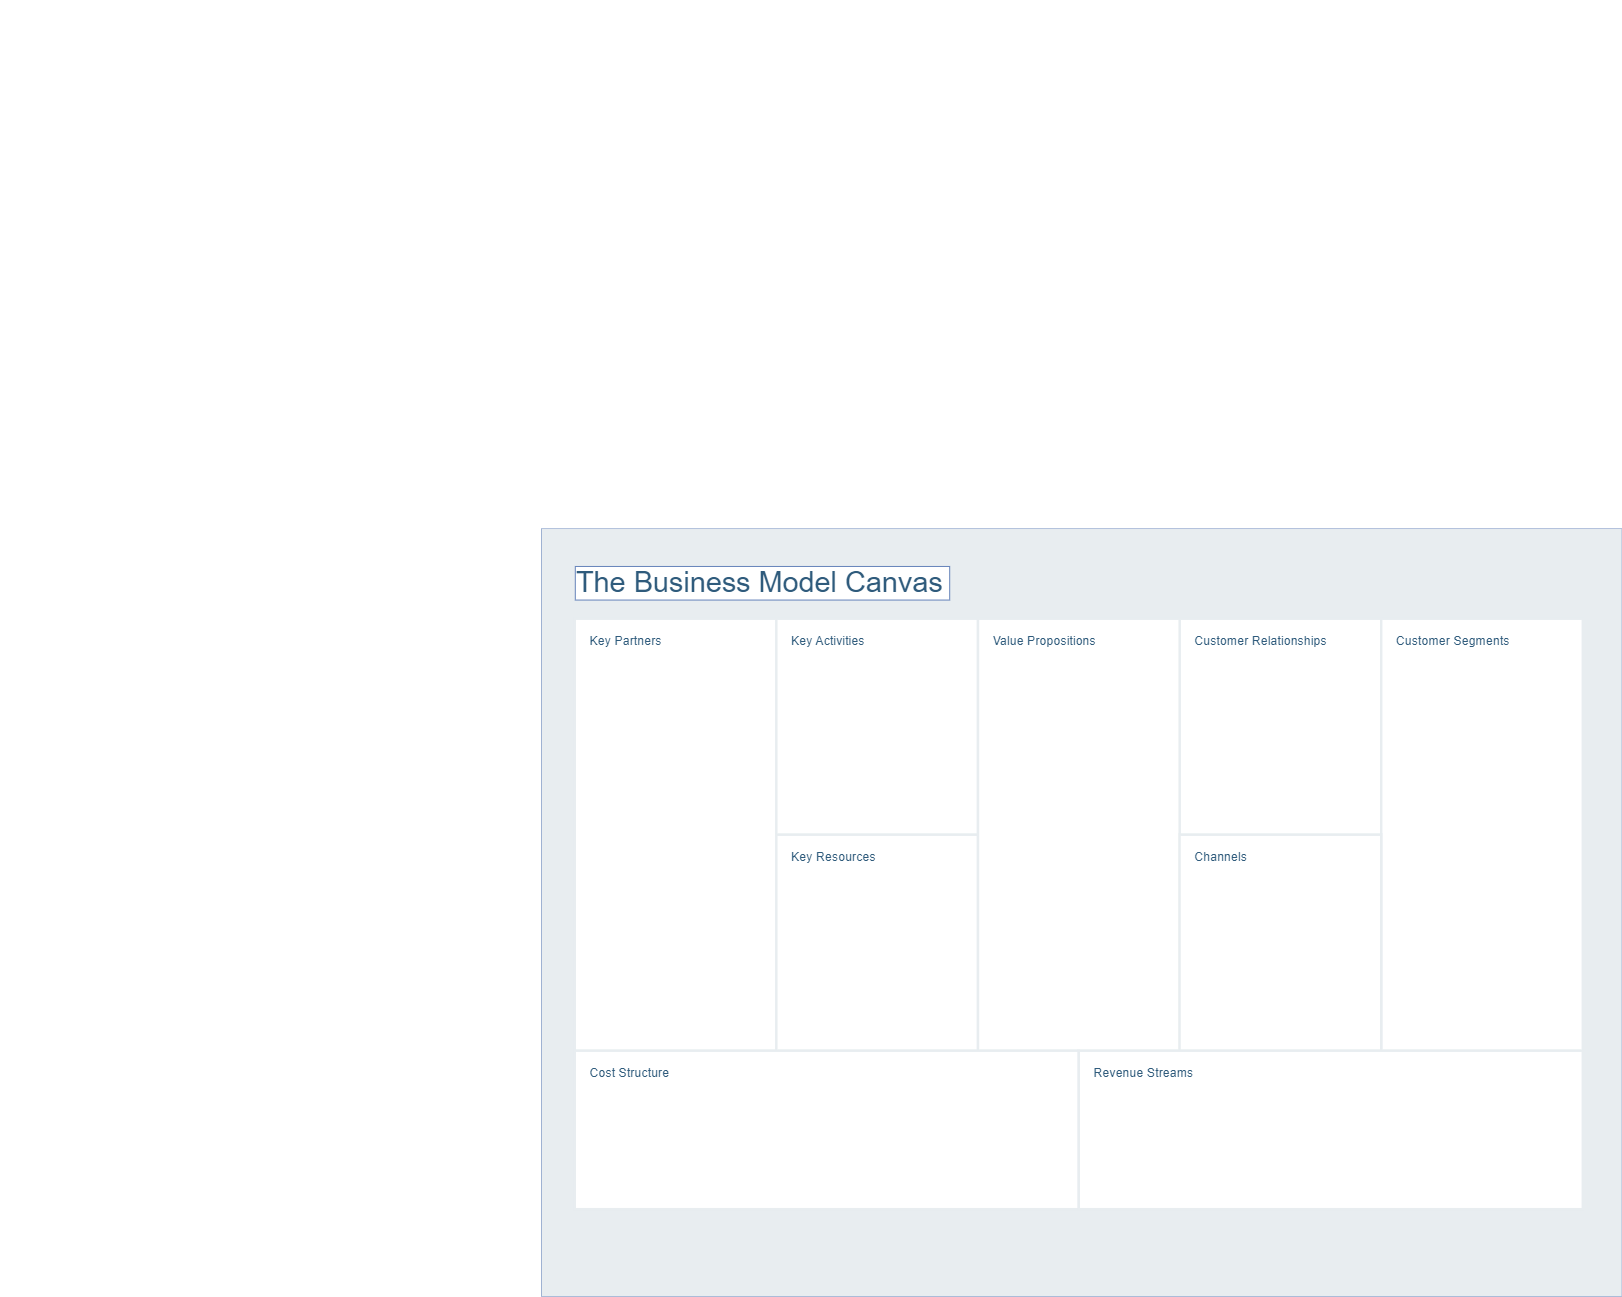 The Business Model Canvas
Key Partners
Key Activities
Value Propositions
Customer Relationships
Customer Segments
Key Resources
Channels
Cost Structure
Revenue Streams